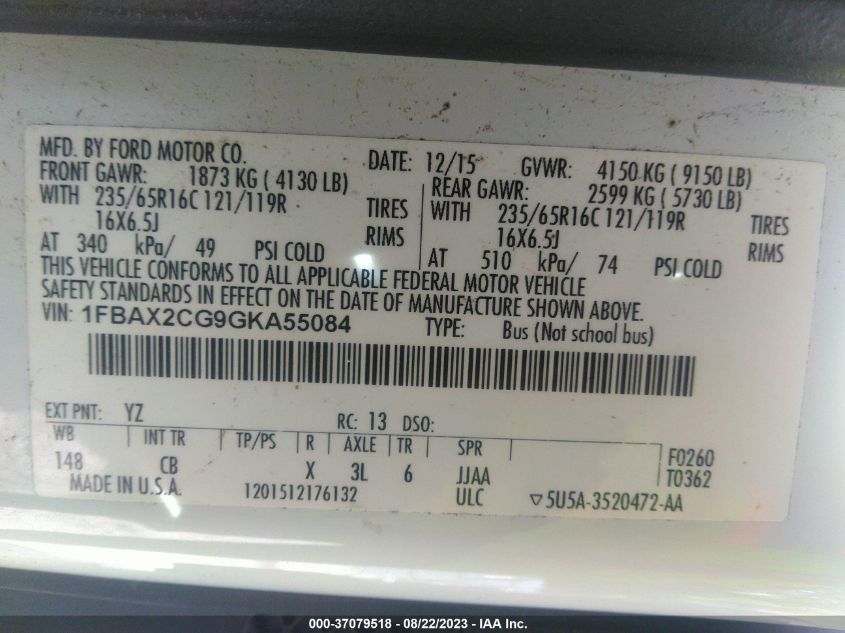 MFD. BY FORD MOTOR CO. DATE: 12/15 GVWR: 4150 KG ( 9150 LB)
FRONT GAWR: 1873 KG ( 4130 LB) REAR GAWR: 2599 KG ( 5730 LB)
WITH 235/65R16C 121/119R TIRES WITH 235/65R16C 121/119R TIRES
16X6.5J RIMS 16X6.5J RIMS
AT 340 kPa/ 49 PSI COLD AT 510 kPa/ 74 PSI COLD
THIS VEHICLE CONFORMS TO ALL APPLICABLE FEDERAL MOTOR VEHICLE
SAFETY STANDARDS IN EFFECT ON THE DATE OF MANUFACTURE SHOWN ABOVE.
VIN: 1FBAX2CG9GKA55084 TYPE: Bus (Not school bus)
EXT PNT: YZ RC: 13 DSO:
WB INT TR TP/PS R AXLE TR SPR F0260
148 CB X 3L 6 JJAA T0362
MADE IN U.S.A. 1201512176132 ULC ▽5U5A-3520472-AA
000-37079518 - 08/22/2023 - IAA Inc.